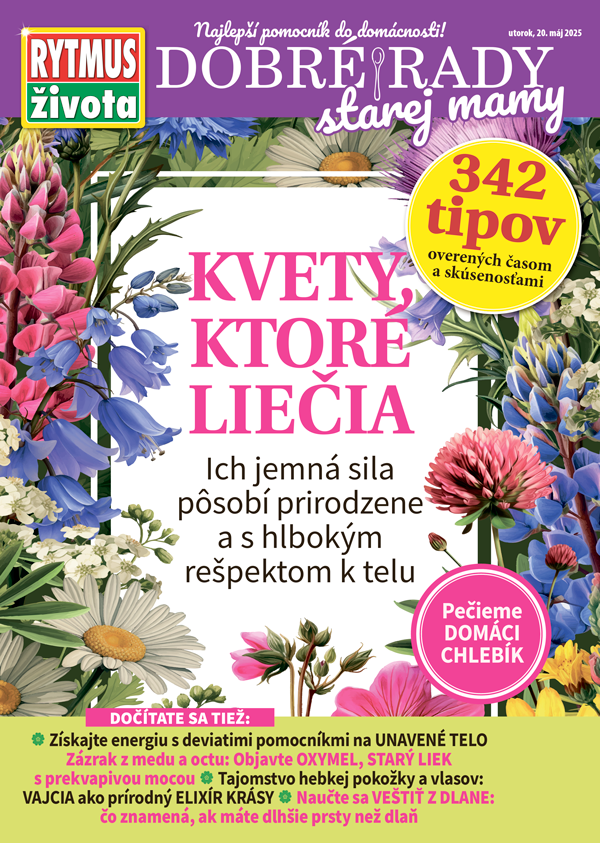 Najlepší pomocník do domácnosti!
utorok, 20. máj 2025
RYTMUS
života
DOBRÉ RADY
starej mamy
342
tipov
overených časom
a skúsenosťami
KVETY,
KTORÉ
LIEČIA
Ich jemná sila
pôsobí prirodzene
a s hlbokým
rešpektom k telu
Pečieme
DOMÁCI
CHLEBÍK
DOČÍTATE SA TIEŽ:
Získajte energiu s deviatimi pomocníkmi na UNAVENÉ TELO
Zázrak z medu a octu: Objavte OXYMEL, STARÝ LIEK
s prekvapivou mocou Tajomstvo hebkej pokožky a vlasov:
VAJCIA ako prírodný ELIXÍR KRÁSY Naučte sa VEŠTIŤ Z DLANE:
čo znamená, ak máte dlhšie prsty než dlaň